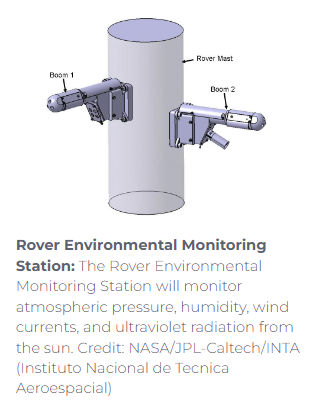 Rover Mast
Boom 1
Boom 2
Rover Environmental Monitoring
Station: The Rover Environmental
Monitoring Station will monitor
atmospheric pressure, humidity, wind
currents, and ultraviolet radiation from
the sun. Credit: NASA/JPL-Caltech/INTA
(Instituto Nacional de Tecnica
Aeroespacial)